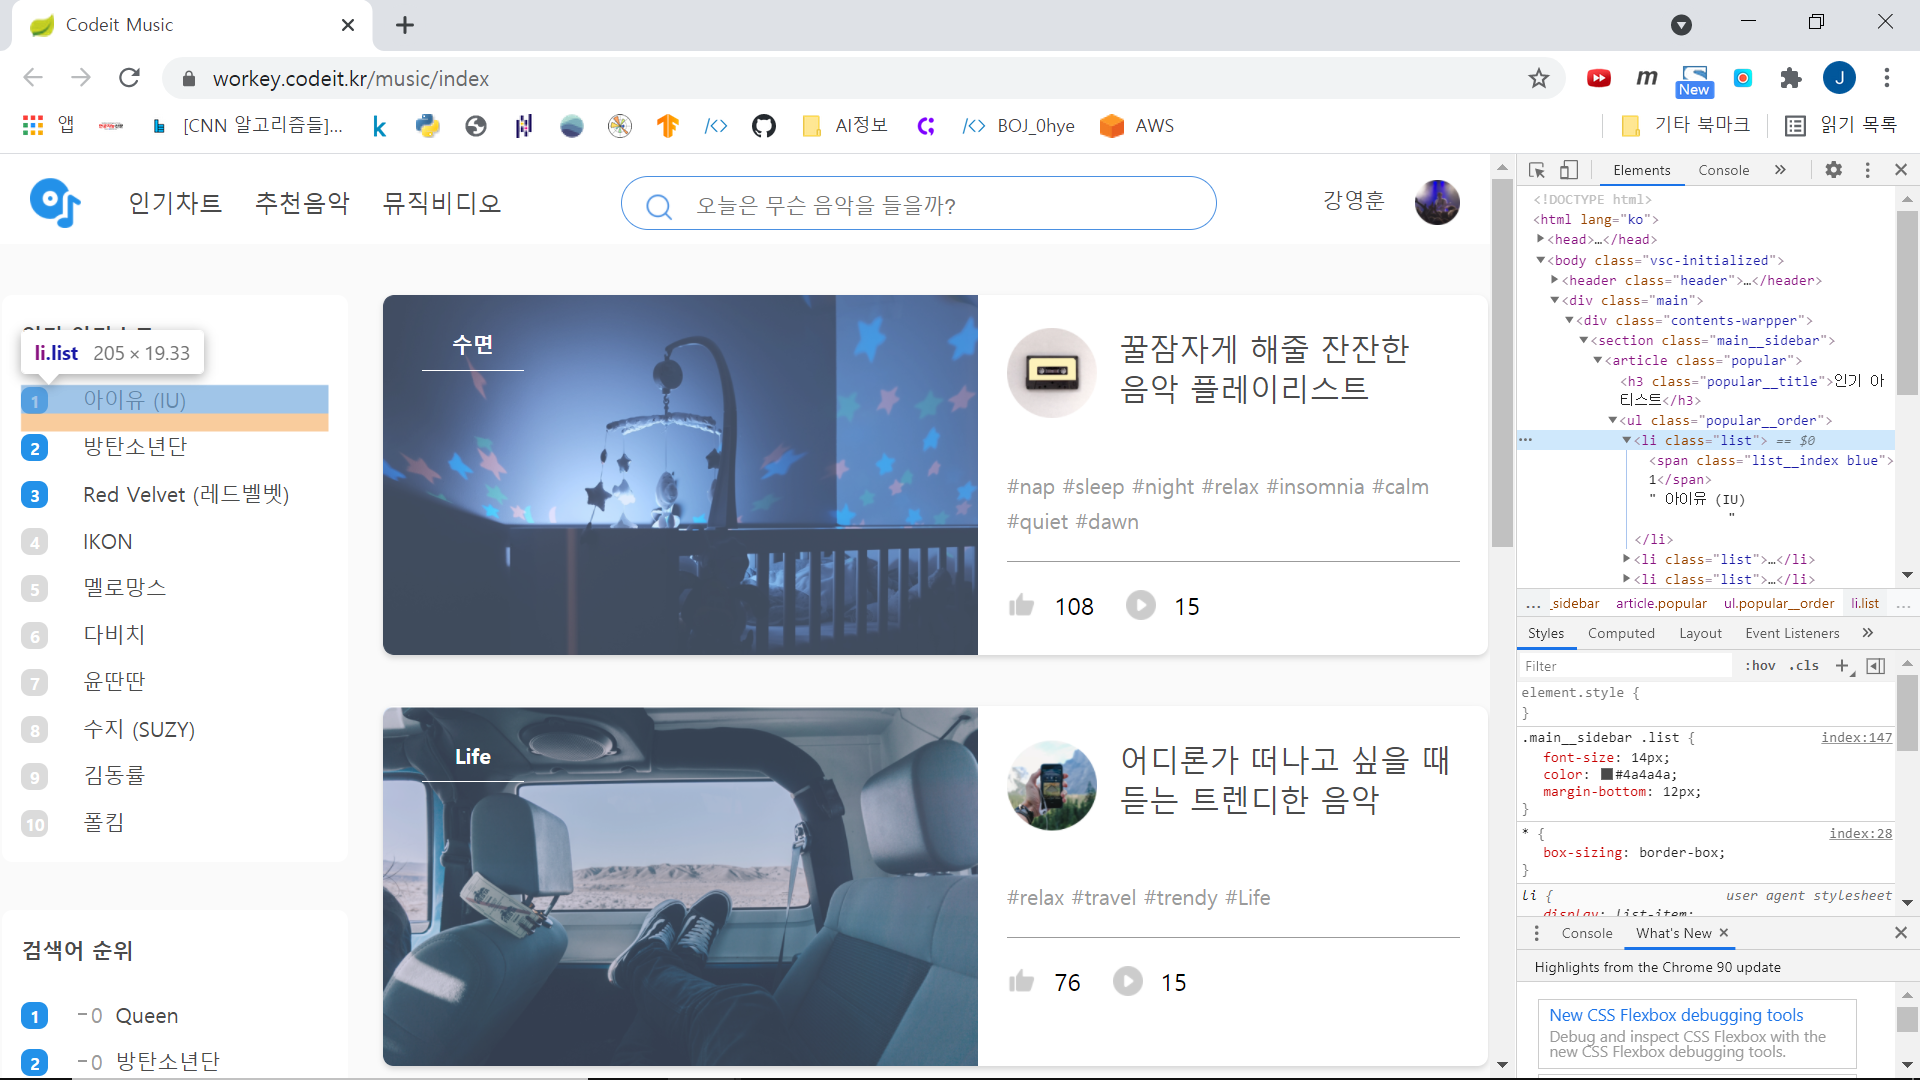 Codeit Music
workey.codeit.kr/music/index
New
J
앱
[CNN 알고리즘들]...
AI정보
BOJ_0hye
AWS
기타 북마크
읽기 목록
인기차트
추천음악
뮤직비디오
오늘은 무슨 음악을 들을까?
강영훈
li.list 205 × 19.33
1 아이유 (IU)
2 방탄소년단
3 Red Velvet (레드벨벳)
4 IKON
5 멜로망스
6 다비치
7 윤딴딴
8 수지 (SUZY)
9 김동률
10 폴킴
검색어 순위
1 -0 Queen
2 -0 방탄소년단
수면
꿀잠자게 해줄 잔잔한
음악 플레이리스트
#nap #sleep #night #relax #insomnia #calm
#quiet #dawn
108 15
Life
어디론가 떠나고 싶을 때
듣는 트렌디한 음악
#relax #travel #trendy #Life
76 15
Elements Console »
<!DOCTYPE html>
<html lang="ko">
<head>…</head>
<body class="vsc-initialized">
<header class="header">…</header>
<div class="main">
<div class="contents-warpper">
<section class="main__sidebar">
<article class="popular">
<h3 class="popular__title">인기 아
티스트</h3>
<ul class="popular__order">
<li class="list"> == $0
<span class="list__index blue">
1</span>
" 아이유 (IU)
"
</li>
<li class="list">…</li>
<li class="list">…</li>
... _sidebar article.popular ul.popular__order li.list ...
Styles Computed Layout Event Listeners »
Filter :hov .cls +
element.style {
}
.main__sidebar .list { index:147
font-size: 14px;
color: #4a4a4a;
margin-bottom: 12px;
}
* { index:28
box-sizing: border-box;
}
li { user agent stylesheet
display: list-item;
Console What's New
Highlights from the Chrome 90 update
New CSS Flexbox debugging tools
Debug and inspect CSS Flexbox with the
new CSS Flexbox debugging tools.